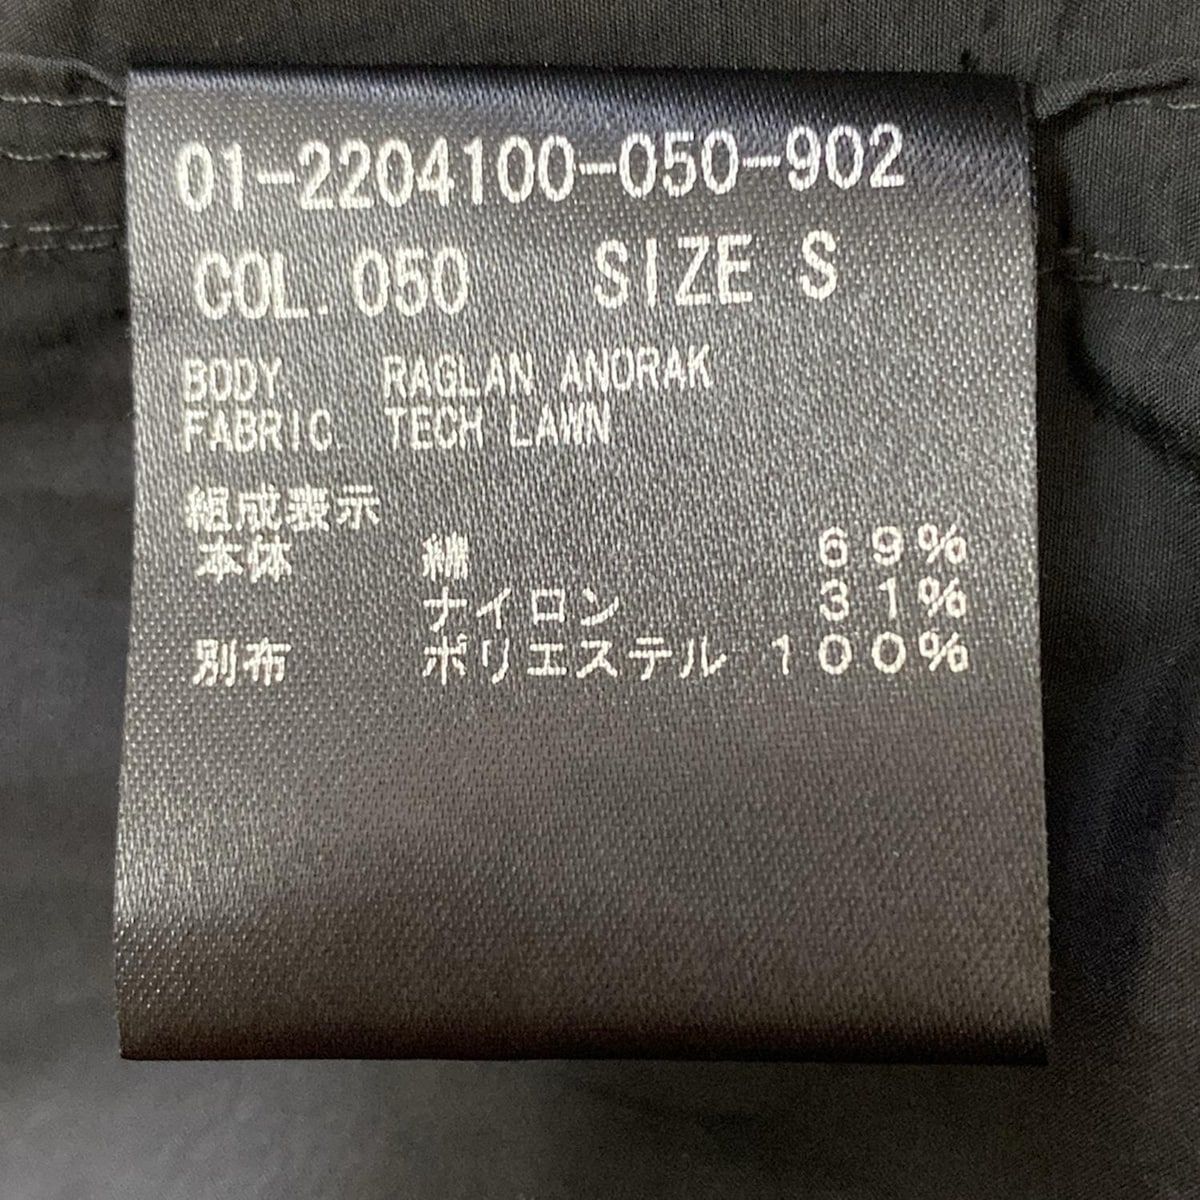 01-2204100-050-902
COL. 050 SIZE S
BODY RAGLAN ANORAK
FABRIC TECH LAWN
組成表示
本体 綿 69%
ナイロン 31%
別布 ポリエステル 100%